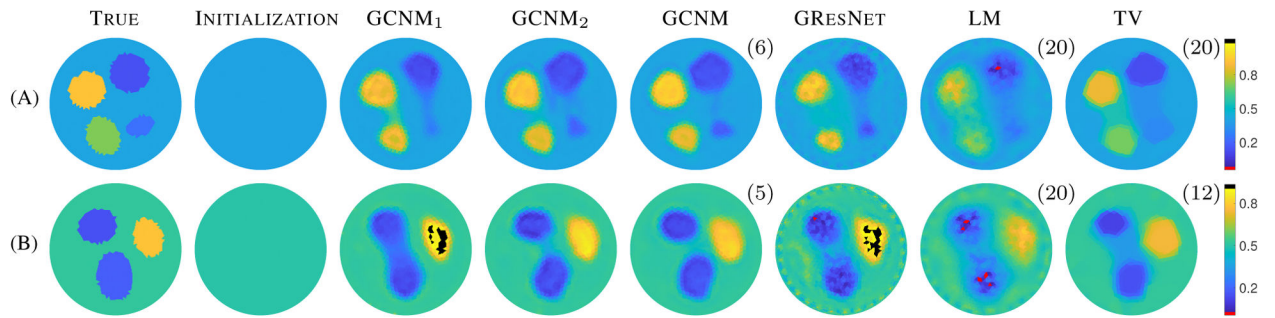 TRUE INITIALIZATION GCNM1 GCNM2 GCNM GRESNET LM TV
(6) (20) (20)
(A)
0.8
0.5
0.2
(5) (20) (12)
(B)
0.8
0.5
0.2